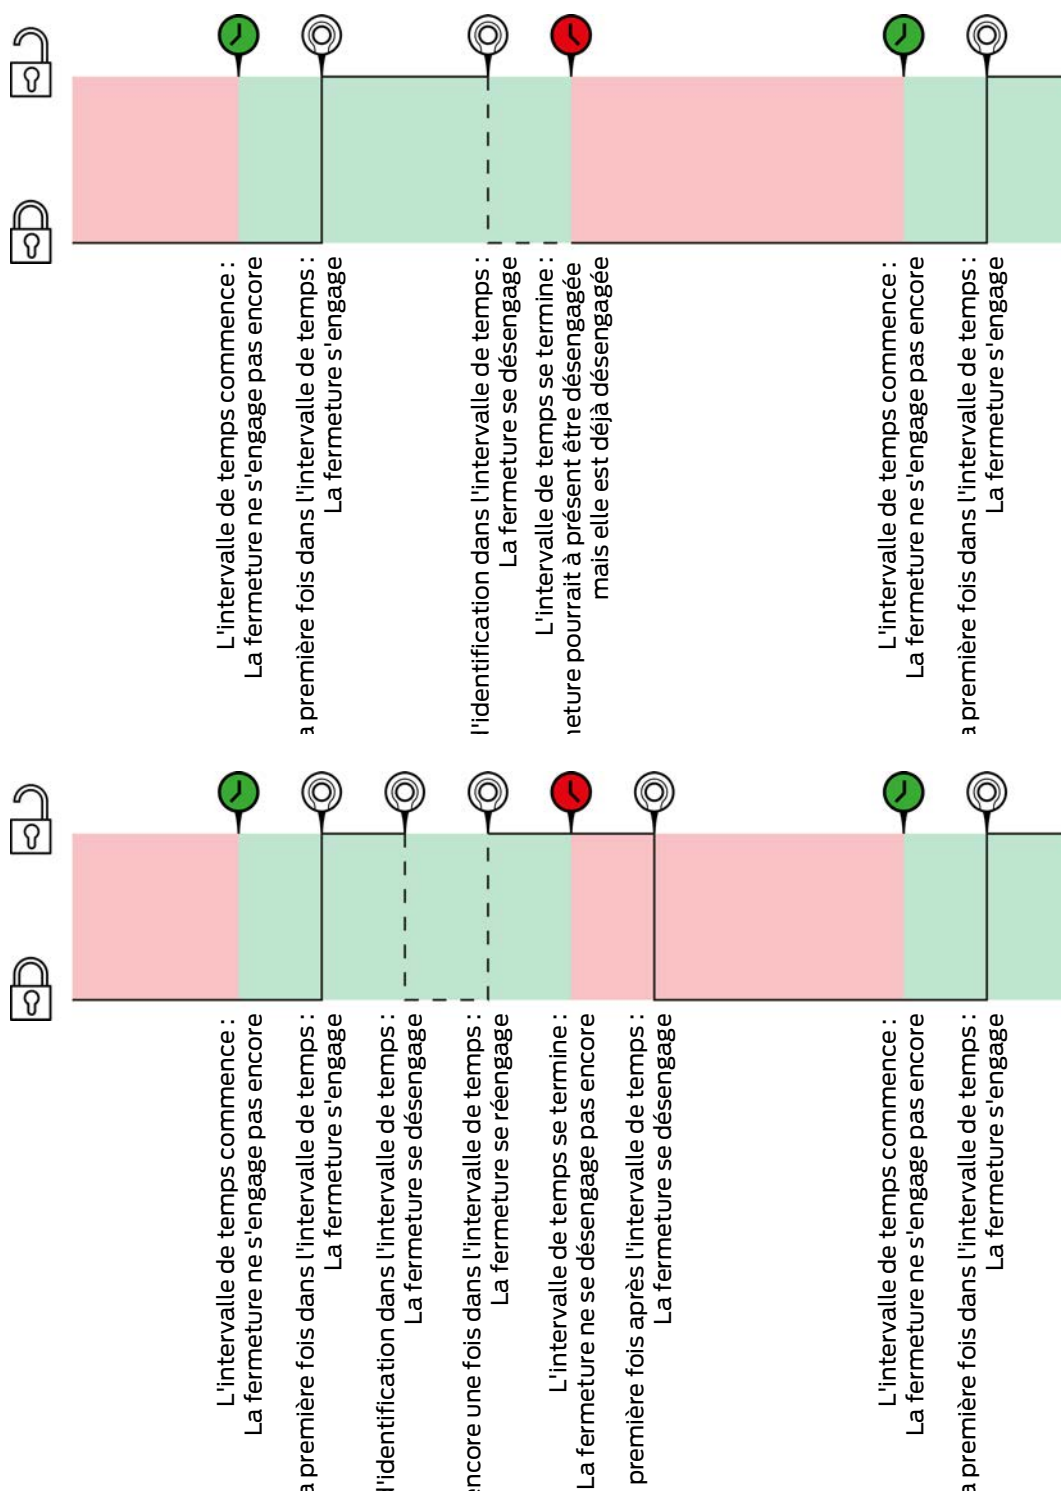 L'intervalle de temps commence :
La fermeture ne s'engage pas encore
première fois dans l'intervalle de temps :
La fermeture s'engage
l'identification dans l'intervalle de temps :
La fermeture se désengage
L'intervalle de temps se termine :
pourrait à présent être désengagée
mais elle est déjà désengagée
L'intervalle de temps commence :
La fermeture ne s'engage pas encore
première fois dans l'intervalle de temps :
La fermeture s'engage
L'intervalle de temps commence :
La fermeture ne s'engage pas encore
première fois dans l'intervalle de temps :
La fermeture s'engage
l'identification dans l'intervalle de temps :
La fermeture se désengage
encore une fois dans l'intervalle de temps :
La fermeture se réengage
L'intervalle de temps se termine :
La fermeture ne se désengage pas encore
première fois après l'intervalle de temps :
La fermeture se désengage
L'intervalle de temps commence :
La fermeture ne s'engage pas encore
première fois dans l'intervalle de temps :
La fermeture s'engage